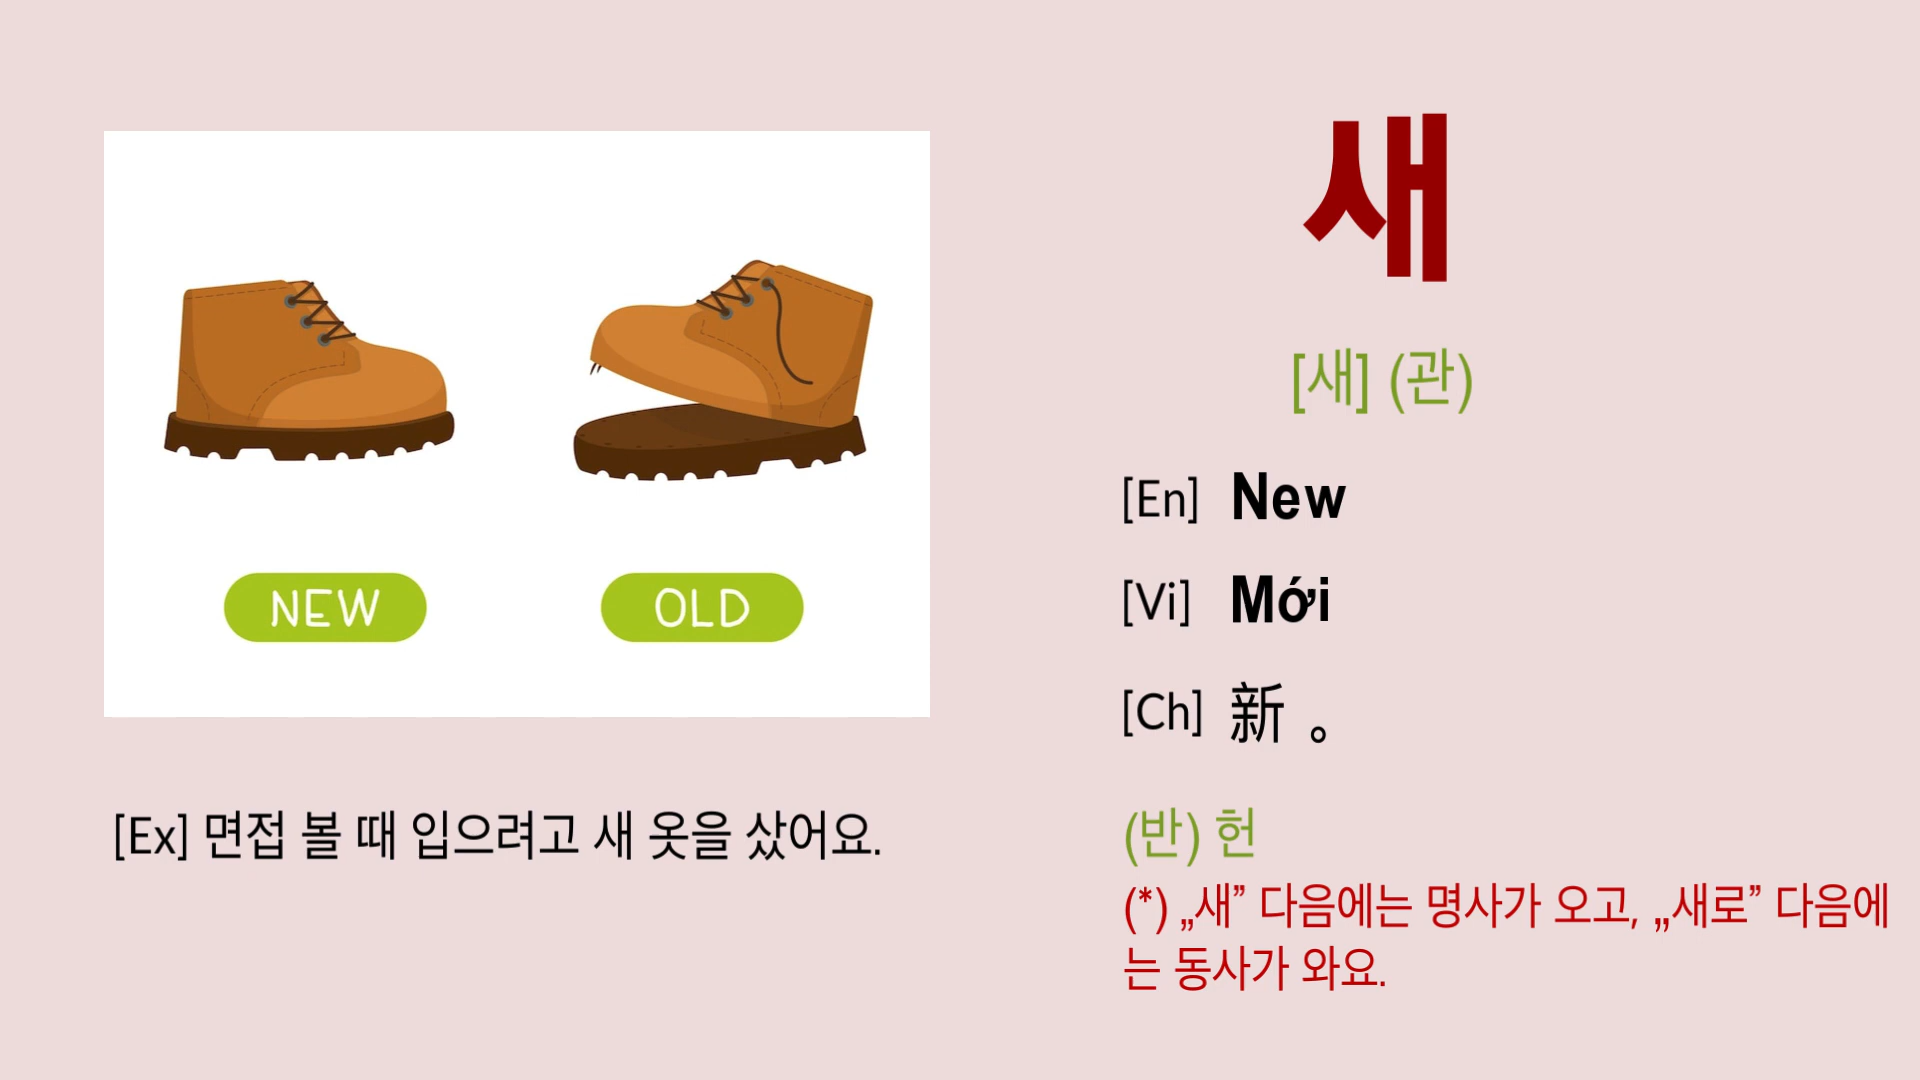 NEW
OLD
[Ex] 면접 볼 때 입으려고 새 옷을 샀어요.
새
[새] (관)
[En] New
[Vi] Mới
[Ch] 新 。
(반) 헌
(*) „새” 다음에는 명사가 오고, „새로” 다음에
는 동사가 와요.